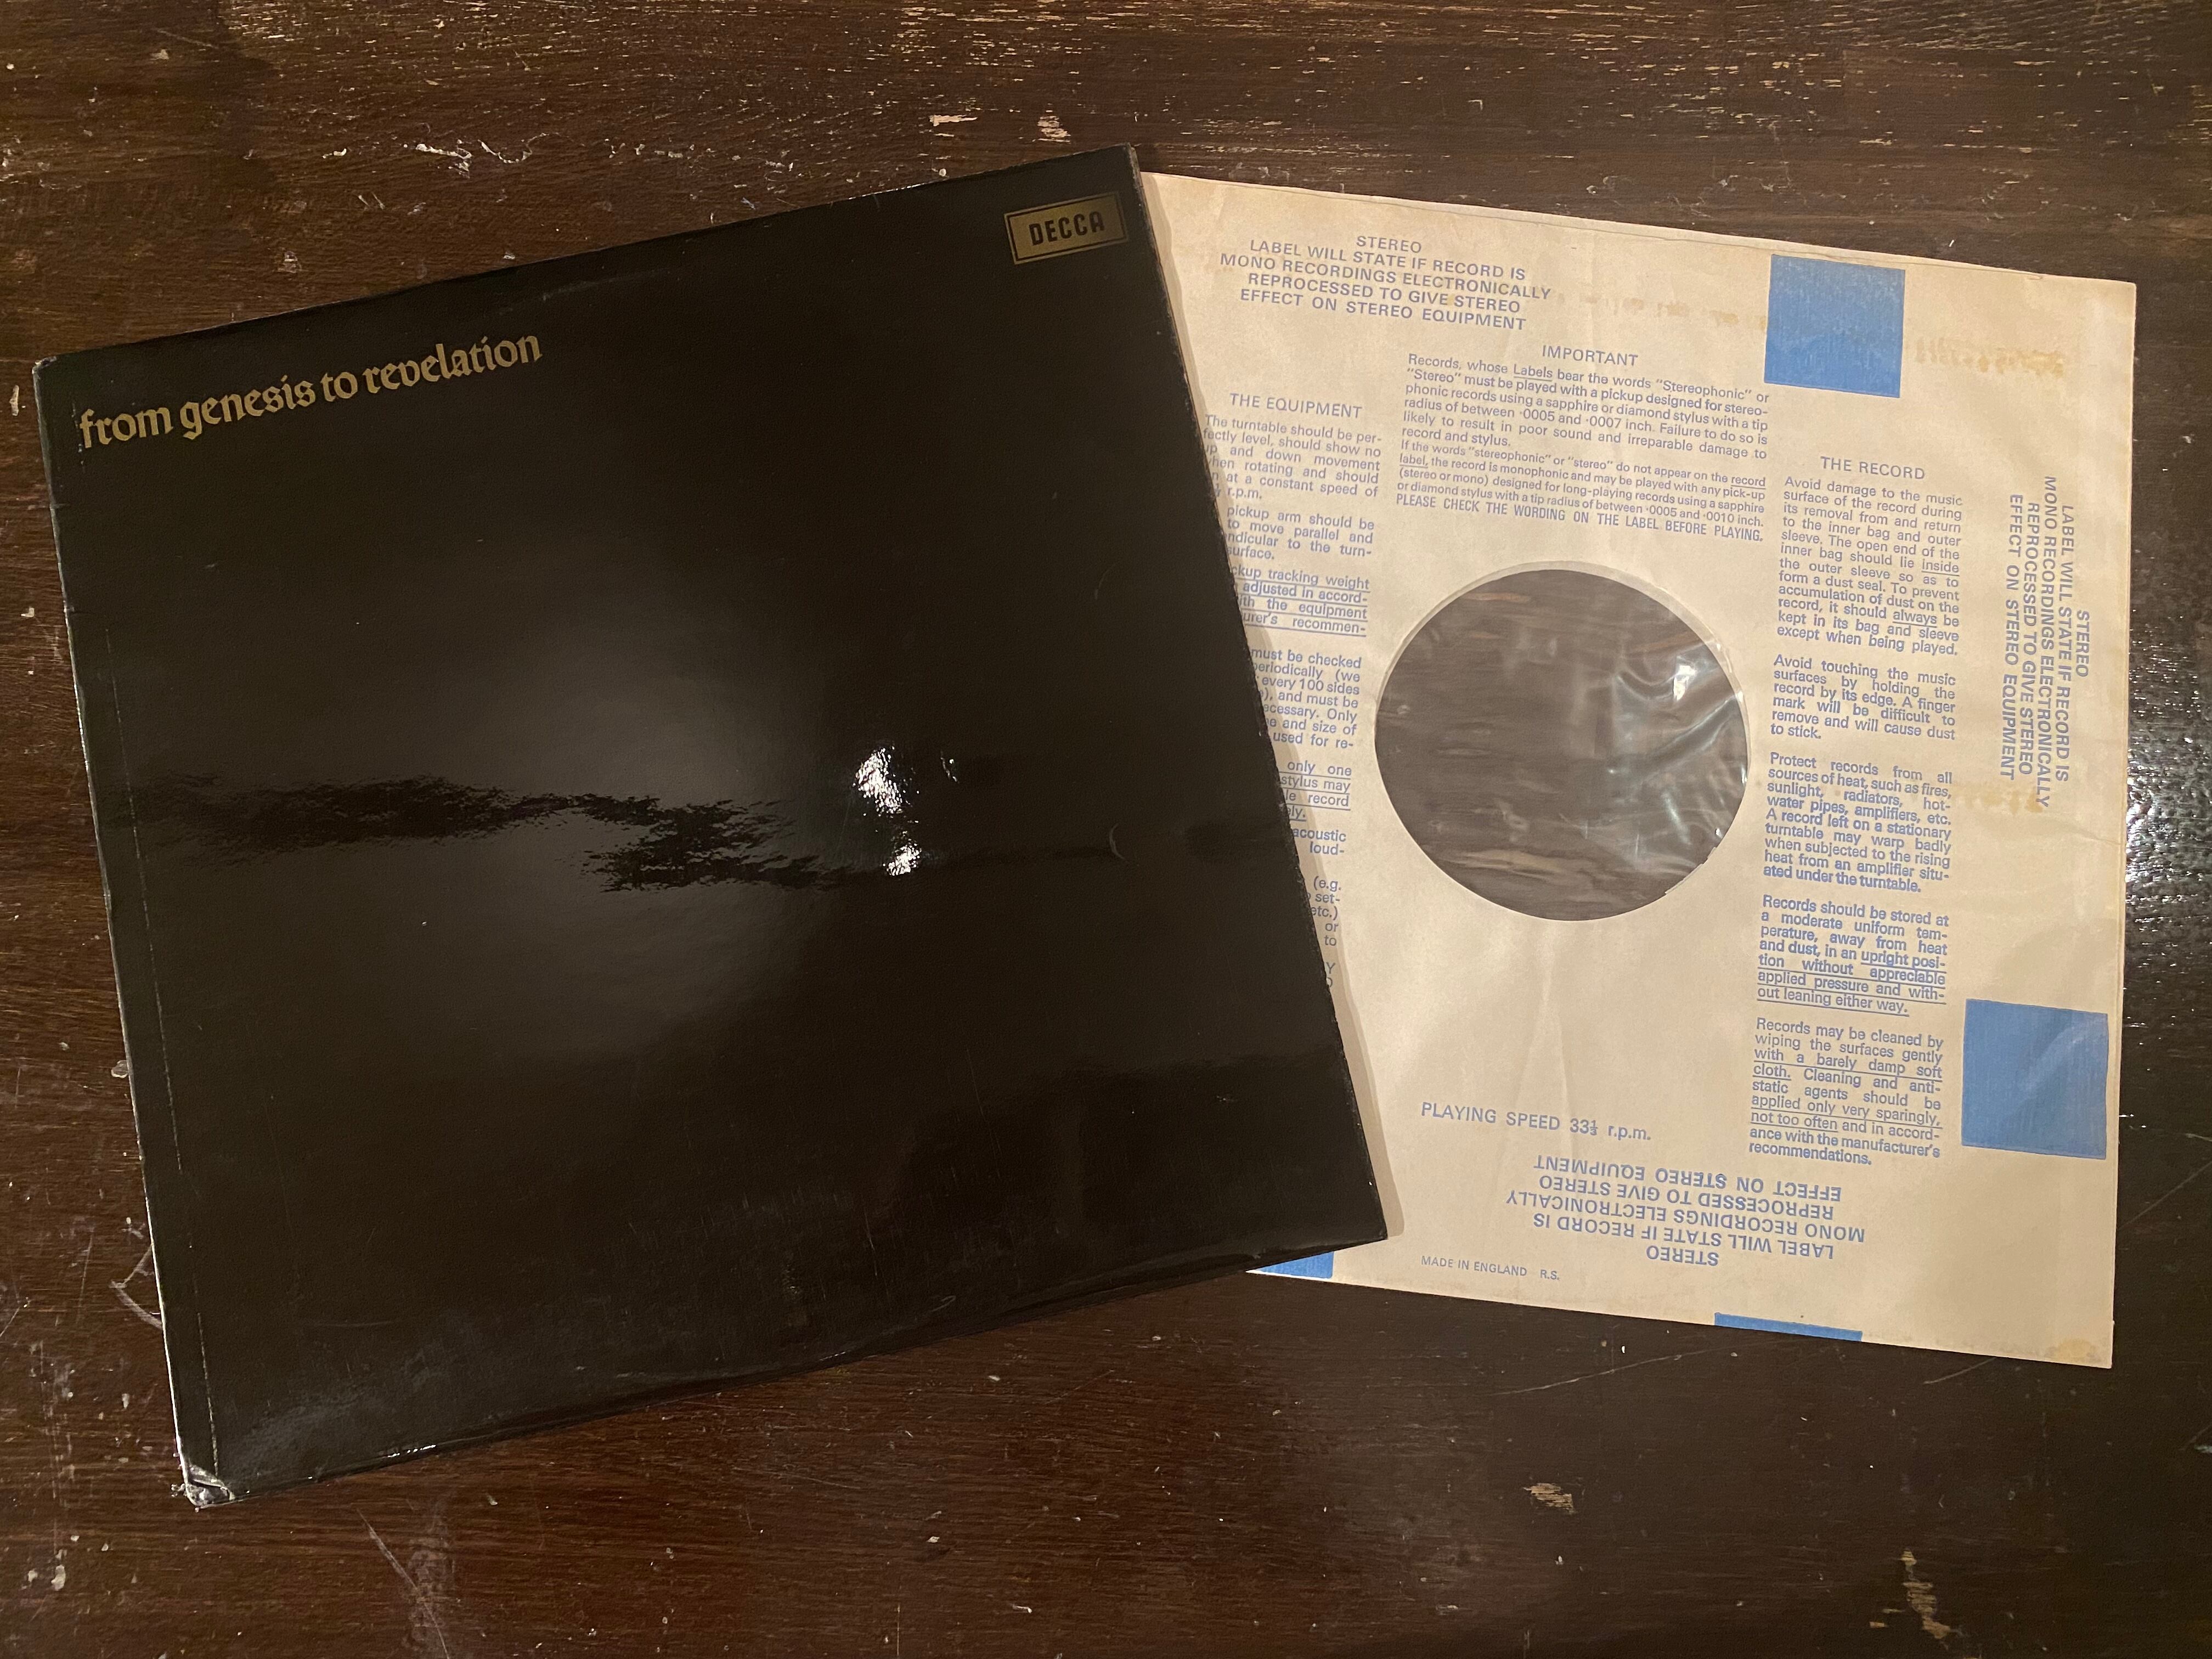 from genesis to revelation
DECCA
STEREO
LABEL WILL STATE IF RECORD IS
MONO RECORDINGS ELECTRONICALLY
REPROCESSED TO GIVE STEREO
EFFECT ON STEREO EQUIPMENT
IMPORTANT
Records, whose Labels bear the words "Stereophonic" or
"Stereo" must be played with a pickup designed for stereo-
phonic records using a sapphire or diamond stylus with a tip
radius of between ·0005 and ·0007 inch. Failure to do so is
likely to result in poor sound and irreparable damage to
record and stylus.
If the words "stereophonic" or "stereo" do not appear on the record
label, the record is monophonic and may be played with any pick-up
(stereo or mono) designed for long-playing records using a sapphire
or diamond stylus with a tip radius of between ·0005 and ·0010 inch.
PLEASE CHECK THE WORDING ON THE LABEL BEFORE PLAYING.
THE EQUIPMENT
The turntable should be per-
fectly level, should show no
up and down movement
when rotating and should
at a constant speed of
r.p.m.
pickup arm should be
to move parallel and
to the turn-
surface.
tracking weight
adjusted in accord-
the equipment
recommen-
must be checked
periodically (we
every 100 sides
and must be
Only
and size of
used for re-
only one
stylus may
record
acoustic
loud-
(e.g.
set-
etc.)
or
to
THE RECORD
Avoid damage to the music
surface of the record during
its removal from and return
to the inner bag and outer
sleeve. The open end of the
inner bag should lie inside
the outer sleeve so as to
form a dust seal. To prevent
accumulation of dust on the
record, it should always be
kept in its bag and sleeve
except when being played.
Avoid touching the music
surfaces by holding the
record by its edge. A finger
mark will be difficult to
remove and will cause dust
to stick.
Protect records from all
sources of heat, such as fires,
sunlight, radiators, hot-
water pipes, amplifiers, etc.
A record left on a stationary
turntable may warp badly
when subjected to the rising
heat from an amplifier situ-
ated under the turntable.
Records should be stored at
a moderate uniform tem-
perature, away from heat
and dust, in an upright posi-
tion without appreciable
applied pressure and with-
out leaning either way.
Records may be cleaned by
wiping the surfaces gently
with a barely damp soft
cloth. Cleaning and anti-
static agents should be
applied only very sparingly,
not too often and in accord-
ance with the manufacturer's
recommendations.
STEREO
LABEL WILL STATE IF RECORD IS
MONO RECORDINGS ELECTRONICALLY
REPROCESSED TO GIVE STEREO
EFFECT ON STEREO EQUIPMENT
PLAYING SPEED 33⅓ r.p.m.
STEREO
LABEL WILL STATE IF RECORD IS
MONO RECORDINGS ELECTRONICALLY
REPROCESSED TO GIVE STEREO
EFFECT ON STEREO EQUIPMENT
MADE IN ENGLAND R.S.